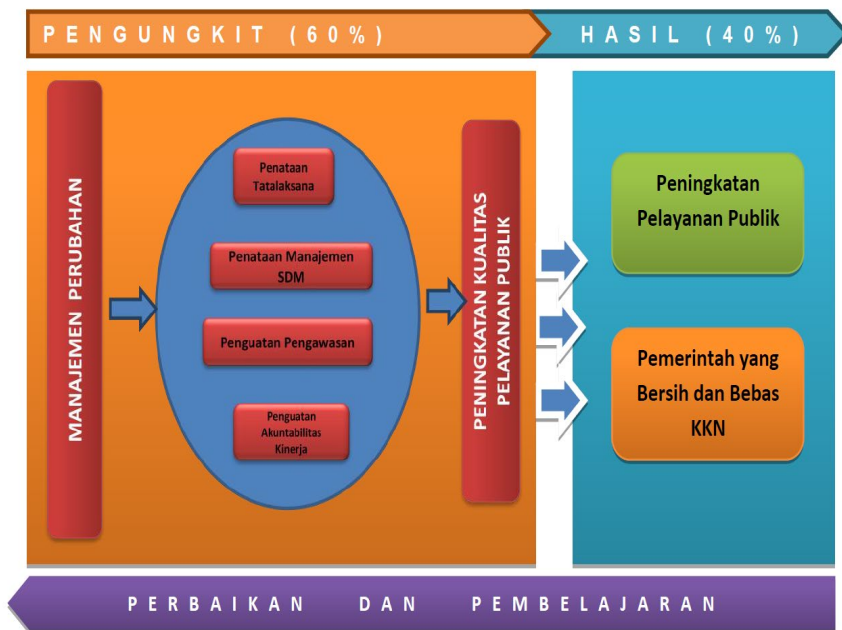 PENGUNGKIT (60%)
HASIL (40%)
MANAJEMEN PERUBAHAN
Penataan
Tatalaksana
Penataan Manajemen
SDM
Penguatan Pengawasan
Penguatan
Akuntabilitas
Kinerja
PENINGKATAN KUALITAS
PELAYANAN PUBLIK
Peningkatan
Pelayanan Publik
Pemerintah yang
Bersih dan Bebas
KKN
PERBAIKAN DAN PEMBELAJARAN